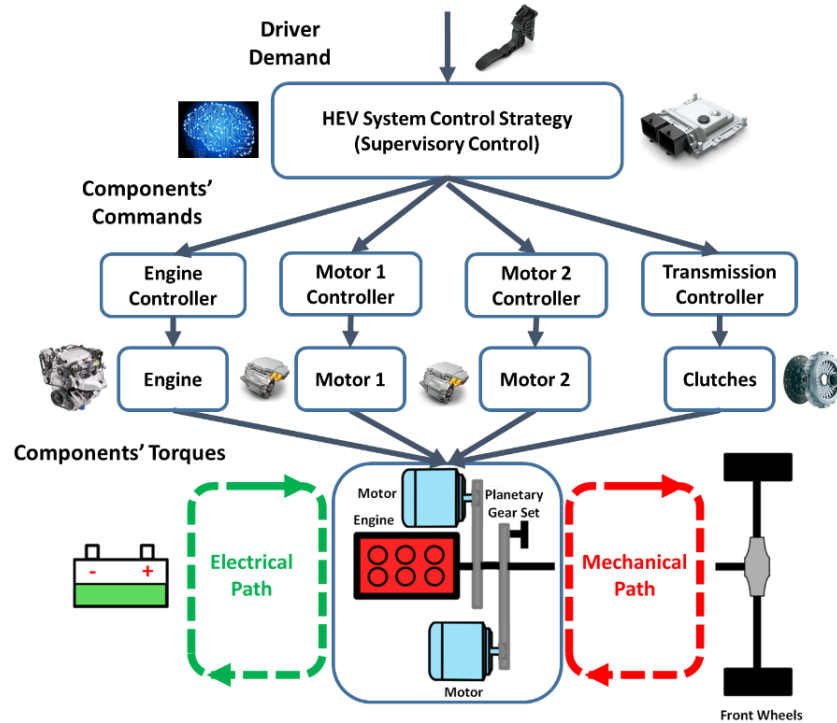 Driver
Demand
HEV System Control Strategy
(Supervisory Control)
Components’
Commands
Engine
Controller
Motor 1
Controller
Motor 2
Controller
Transmission
Controller
Engine
Motor 1
Motor 2
Clutches
Components’ Torques
Motor
Planetary
Gear Set
Engine
- +
Electrical
Path
Mechanical
Path
Motor
Front Wheels